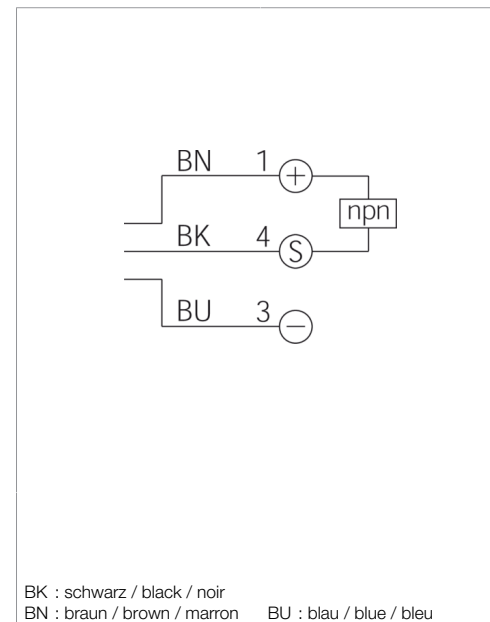 BN 1 +
npn
BK 4 S
BU 3 −
BK : schwarz / black / noir
BN : braun / brown / marron BU : blau / blue / bleu